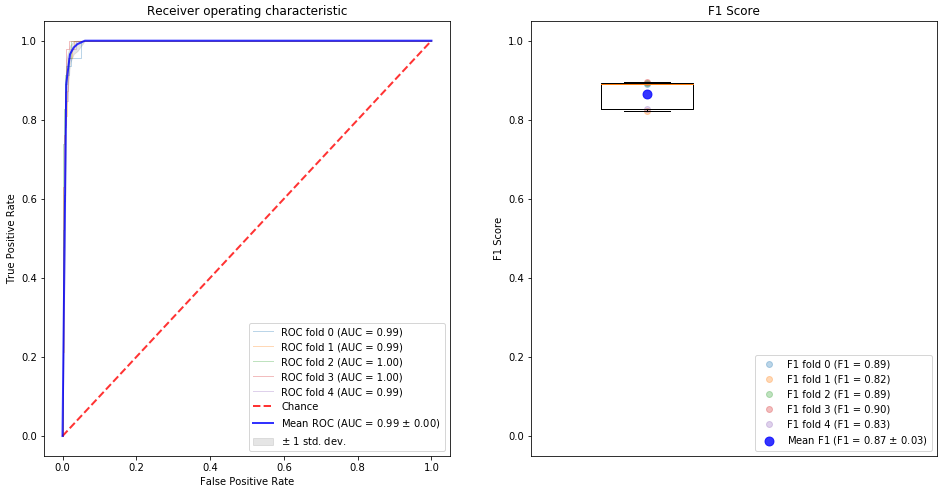 Receiver operating characteristic
1.0
0.8
0.6
0.4
0.2
0.0
True Positive Rate
0.0 0.2 0.4 0.6 0.8 1.0
False Positive Rate
ROC fold 0 (AUC = 0.99)
ROC fold 1 (AUC = 0.99)
ROC fold 2 (AUC = 1.00)
ROC fold 3 (AUC = 1.00)
ROC fold 4 (AUC = 0.99)
Chance
Mean ROC (AUC = 0.99 ± 0.00)
± 1 std. dev.
F1 Score
1.0
0.8
0.6
0.4
0.2
0.0
F1 Score
F1 fold 0 (F1 = 0.89)
F1 fold 1 (F1 = 0.82)
F1 fold 2 (F1 = 0.89)
F1 fold 3 (F1 = 0.90)
F1 fold 4 (F1 = 0.83)
Mean F1 (F1 = 0.87 ± 0.03)